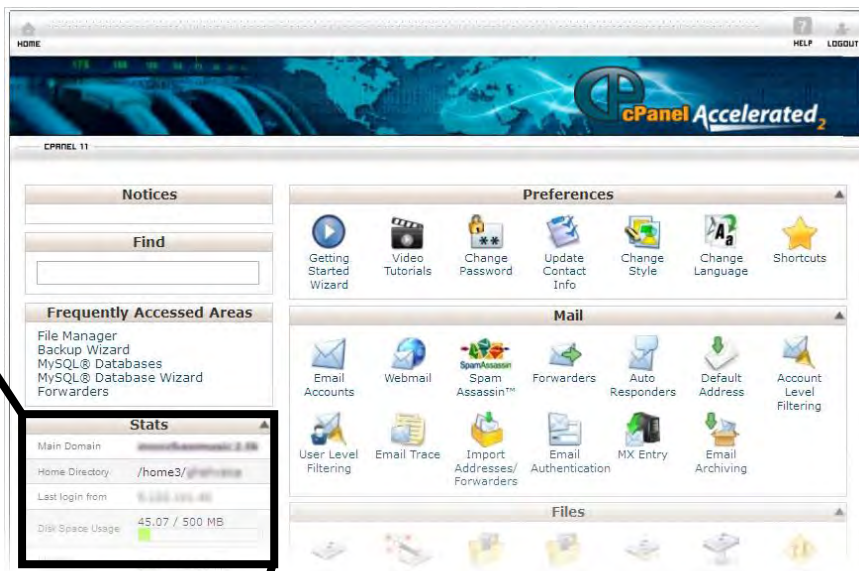 HOME
HELP LOGOUT
cPanel Accelerated2
CPANEL 11
Notices
Find
Frequently Accessed Areas
File Manager
Backup Wizard
MySQL® Databases
MySQL® Database Wizard
Forwarders
Stats
Main Domain
Home Directory /home3/
Last login from
Disk Space Usage 45.07 / 500 MB
Preferences
Getting Started Wizard
Video Tutorials
Change Password
Update Contact Info
Change Style
Change Language
Shortcuts
Mail
Email Accounts
Webmail
SpamAssassin
Spam Assassin™
Forwarders
Auto Responders
Default Address
Account Level Filtering
User Level Filtering
Email Trace
Import Addresses/ Forwarders
Email Authentication
MX Entry
Email Archiving
Files